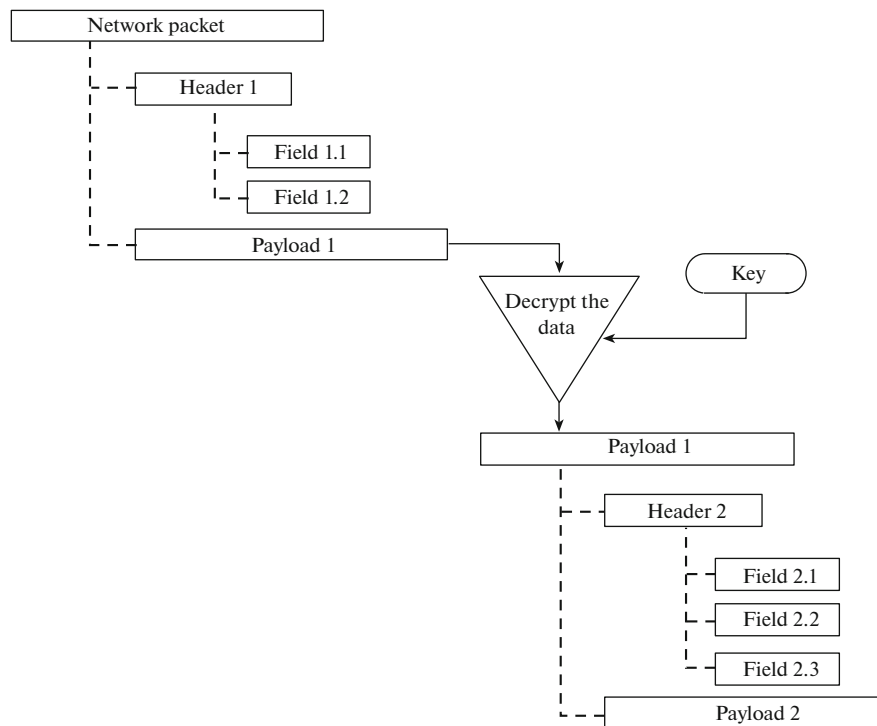 Network packet
Header 1
Field 1.1
Field 1.2
Payload 1
Key
Decrypt the
data
Payload 1
Header 2
Field 2.1
Field 2.2
Field 2.3
Payload 2